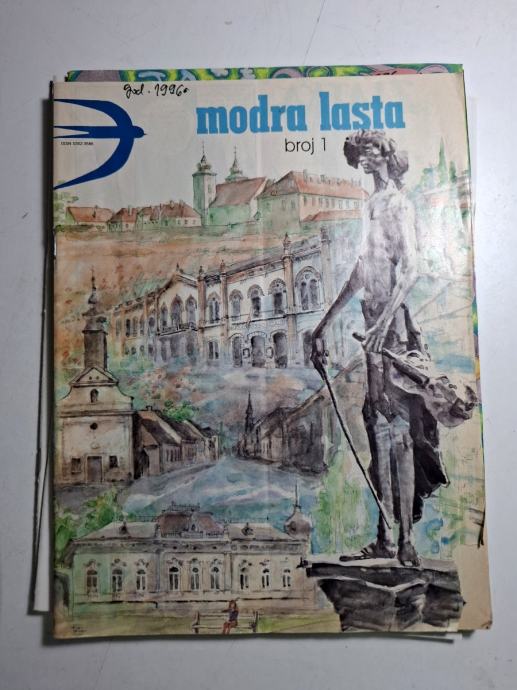 god. 1996.
modra lasta
broj 1